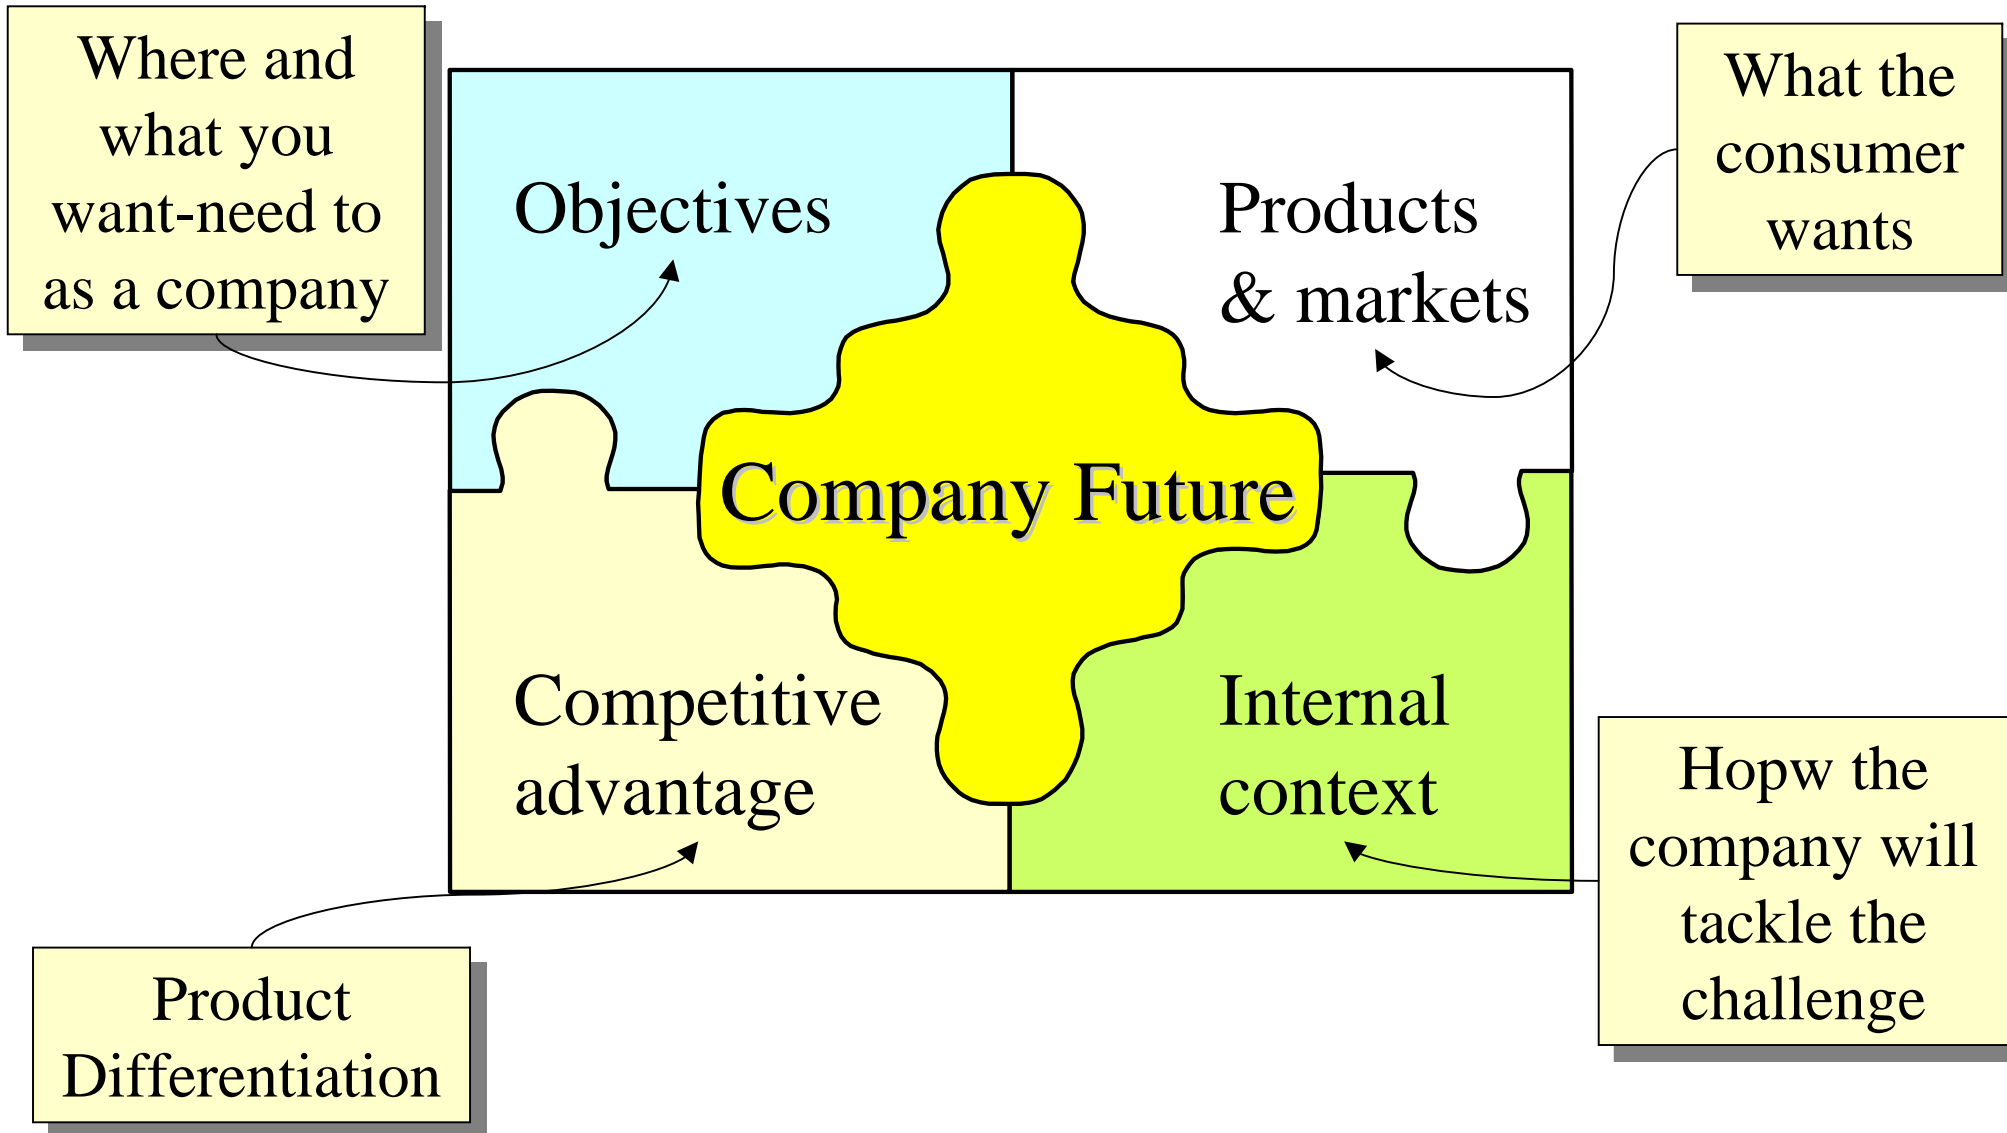 Where and
what you
want-need to
as a company
What the
consumer
wants
Objectives
Products
& markets
Company Future
Competitive
advantage
Internal
context
Hopw the
company will
tackle the
challenge
Product
Differentiation